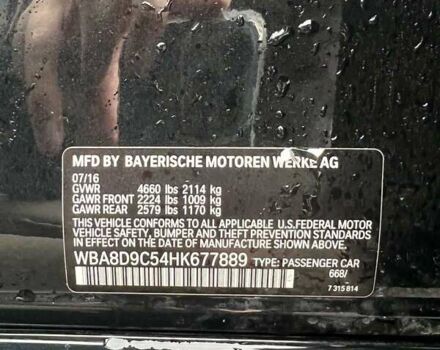 MFD BY BAYERISCHE MOTOREN WERKE AG
07/16
GVWR 4660 lbs 2114 kg
GAWR FRONT 2224 lbs 1009 kg
GAWR REAR 2579 lbs 1170 kg
THIS VEHICLE CONFORMS TO ALL APPLICABLE U.S.FEDERAL MOTOR
VEHICLE SAFETY, BUMPER AND THEFT PREVENTION STANDARDS IN
EFFECT ON THE DATE OF MANUFACTURE SHOWN ABOVE.
WBA8D9C54HK677889 TYPE: PASSENGER CAR
668/
7 315 814